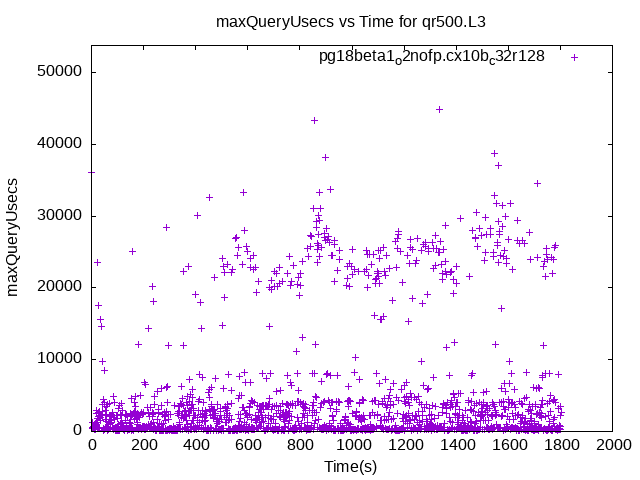 maxQueryUsecs vs Time for qr500.L3
pg18beta1_o2nofp.cx10b_c32r128
50000
40000
30000
20000
10000
0
maxQueryUsecs
0 200 400 600 800 1000 1200 1400 1600 1800 2000
Time(s)